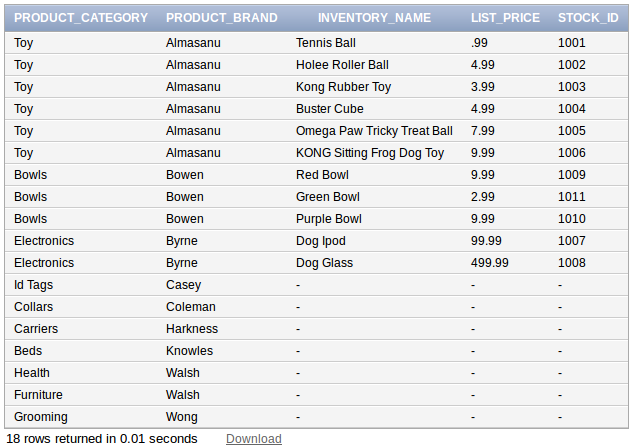 PRODUCT_CATEGORY PRODUCT_BRAND INVENTORY_NAME LIST_PRICE STOCK_ID
Toy Almasanu Tennis Ball .99 1001
Toy Almasanu Holee Roller Ball 4.99 1002
Toy Almasanu Kong Rubber Toy 3.99 1003
Toy Almasanu Buster Cube 4.99 1004
Toy Almasanu Omega Paw Tricky Treat Ball 7.99 1005
Toy Almasanu KONG Sitting Frog Dog Toy 9.99 1006
Bowls Bowen Red Bowl 9.99 1009
Bowls Bowen Green Bowl 2.99 1011
Bowls Bowen Purple Bowl 9.99 1010
Electronics Byrne Dog Ipod 99.99 1007
Electronics Byrne Dog Glass 499.99 1008
Id Tags Casey - - -
Collars Coleman - - -
Carriers Harkness - - -
Beds Knowles - - -
Health Walsh - - -
Furniture Walsh - - -
Grooming Wong - - -
18 rows returned in 0.01 seconds Download